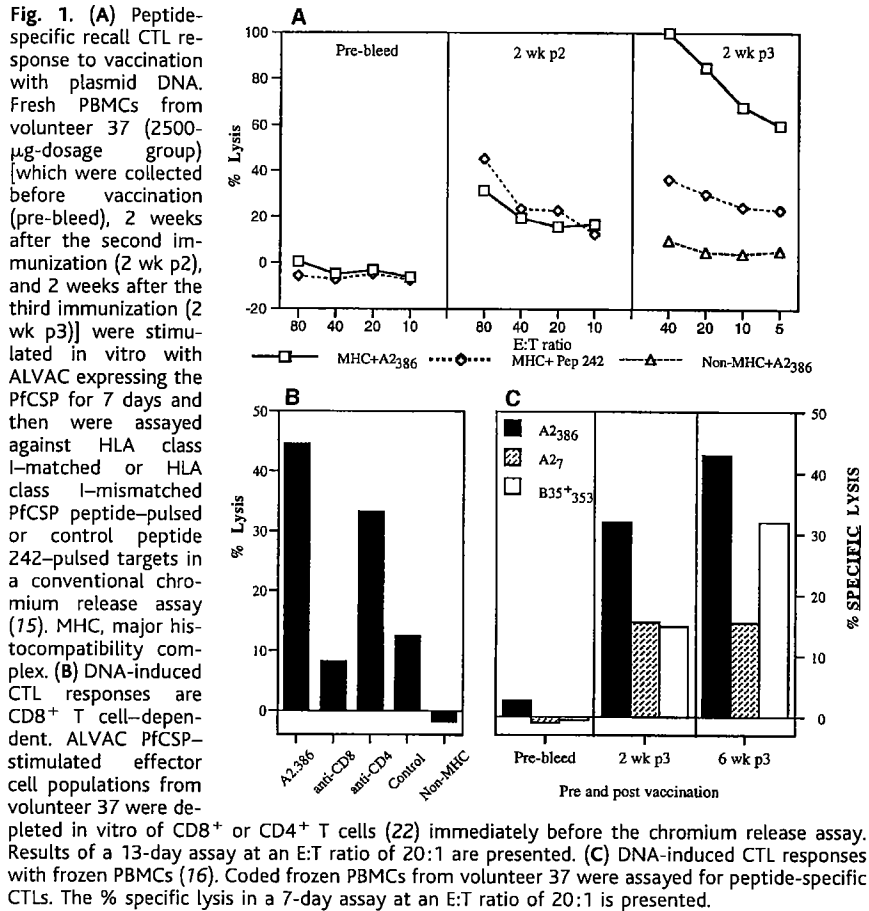 Fig. 1. (A) Peptide-
specific recall CTL re-
sponse to vaccination
with plasmid DNA.
Fresh PBMCs from
volunteer 37 (2500-
µg-dosage group)
[which were collected
before vaccination
(pre-bleed), 2 weeks
after the second im-
munization (2 wk p2),
and 2 weeks after the
third immunization (2
wk p3)] were stimu-
lated in vitro with
ALVAC expressing the
PfCSP for 7 days and
then were assayed
against HLA class
I–matched or HLA
class I–mismatched
PfCSP peptide–pulsed
or control peptide
242–pulsed targets in
a conventional chro-
mium release assay
(15). MHC, major his-
tocompatibility com-
plex. (B) DNA-induced
CTL responses are
CD8+ T cell–depen-
dent. ALVAC PfCSP–
stimulated effector
cell populations from
volunteer 37 were de-
pleted in vitro of CD8+ or CD4+ T cells (22) immediately before the chromium release assay.
Results of a 13-day assay at an E:T ratio of 20:1 are presented. (C) DNA-induced CTL responses
with frozen PBMCs (16). Coded frozen PBMCs from volunteer 37 were assayed for peptide-specific
CTLs. The % specific lysis in a 7-day assay at an E:T ratio of 20:1 is presented.
A
% Lysis
100
80
60
40
20
0
-20
Pre-bleed
2 wk p2
2 wk p3
80 40 20 10 80 40 20 10 40 20 10 5
E:T ratio
MHC+A2386 MHC+ Pep 242 Non-MHC+A2386
B
% Lysis
50
40
30
20
10
0
A2.386
anti-CD8
anti-CD4
Control
Non-MHC
C
A2386
A27
B35+353
50
40
30
20
10
0
% SPECIFIC LYSIS
Pre-bleed 2 wk p3 6 wk p3
Pre and post vaccination